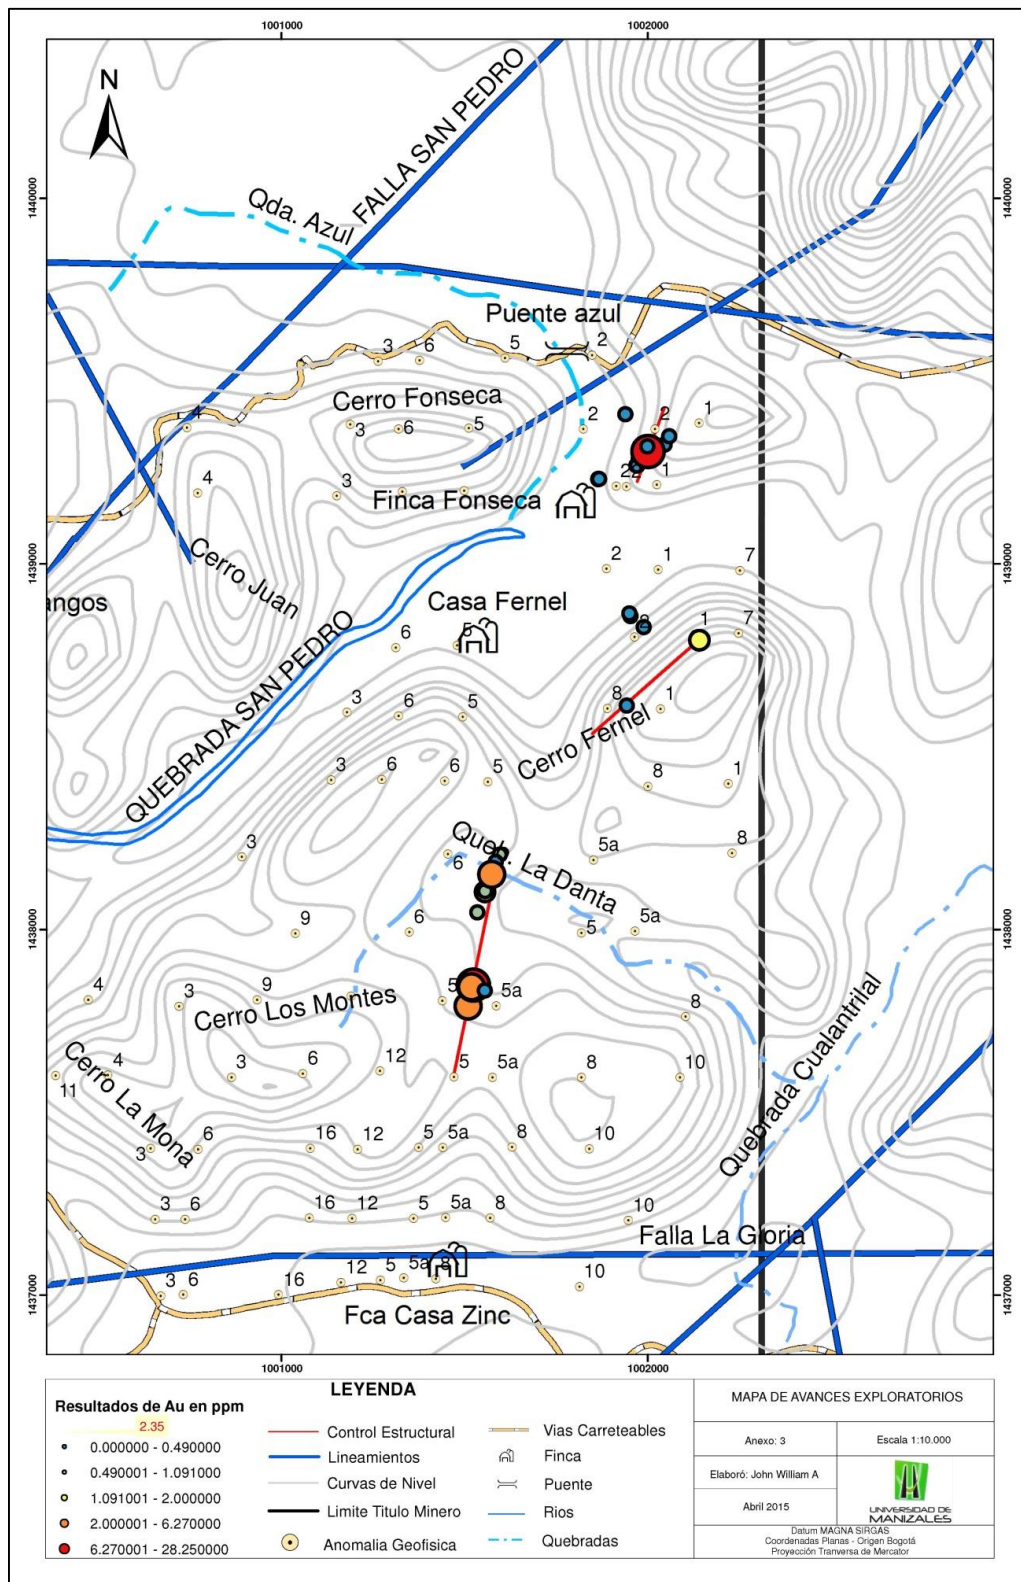 1001000
1002000
N
FALLA SAN PEDRO
1440000
1440000
Qda. Azul
Puente azul
3
6
5
2
Cerro Fonseca
4
3
6
5
2
2
1
4
3
Finca Fonseca
2
2
1
1439000
1439000
Cerro Juan
angos
Casa Fernel
2
1
7
QUEBRADA SAN PEDRO
6
5
8
1
7
3
6
5
8
1
Cerro Fernel
3
6
6
5
8
1
3
6
Queb. La Danta
5a
8
9
6
5
5a
1438000
1438000
4
3
9
Cerro Los Montes
5
5a
8
Quebrada Cualantrilal
Cerro La Mona
11
4
3
6
12
5
5a
8
10
3
6
16
12
5
5a
8
10
3
6
16
12
5
5a
8
10
Falla La Gloria
3
6
16
12
5
5a
8
10
1437000
1437000
Fca Casa Zinc
1001000
1002000
LEYENDA
Resultados de Au en ppm
2.35
0.000000 - 0.490000
0.490001 - 1.091000
1.091001 - 2.000000
2.000001 - 6.270000
6.270001 - 28.250000
Control Estructural
Lineamientos
Curvas de Nivel
Limite Titulo Minero
Anomalia Geofisica
Vias Carreteables
Finca
Puente
Rios
Quebradas
MAPA DE AVANCES EXPLORATORIOS
Anexo: 3
Escala 1:10.000
Elaboró: John William A
Abril 2015
UNIVERSIDAD DE
MANIZALES
Datum MAGNA SIRGAS
Coordenadas Planas - Origen Bogotá
Proyección Tranversa de Mercator